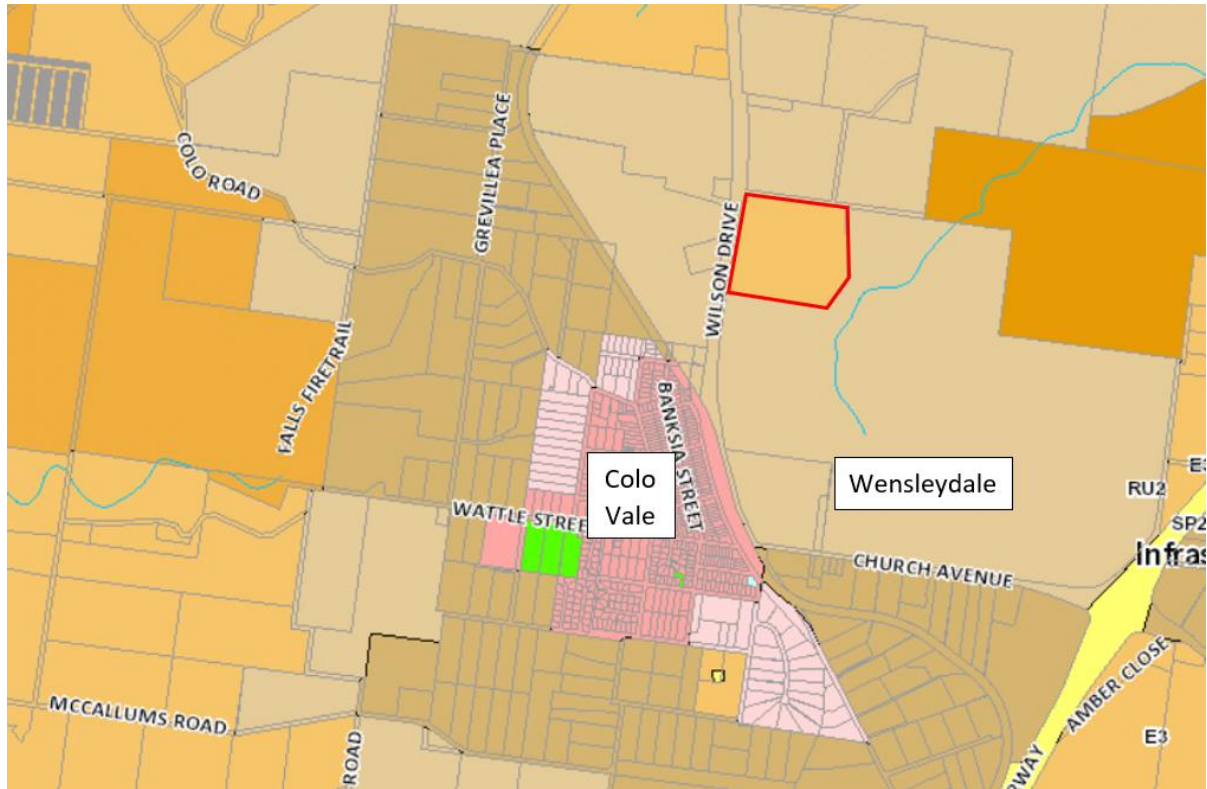 COLO ROAD
GREVILLEA PLACE
WILSON DRIVE
FALLS FIRETRAIL
BANKSIA STREET
Colo
Vale
Wensleydale
E3
RU2
SP2
Infras
WATTLE STREE
CHURCH AVENUE
MCCALLUMS ROAD
ROAD
AMBER CLOSE
E3
RWAY